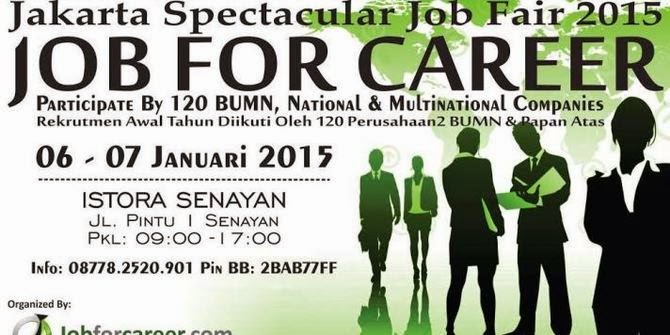 Jakarta Spectacular Job Fair 2015
JOB FOR CAREER
Participate By 120 BUMN, National & Multinational Companies
Rekrutmen Awal Tahun Diikuti Oleh 120 Perusahaan2 BUMN & Papan Atas
06 - 07 Januari 2015
ISTORA SENAYAN
JL. PINTU 1 SENAYAN
PKL: 09:00 -17:00
Info: 08778.2520.901 Pin BB: 2BAB77FF
Organized By:
Jobforcareer.com